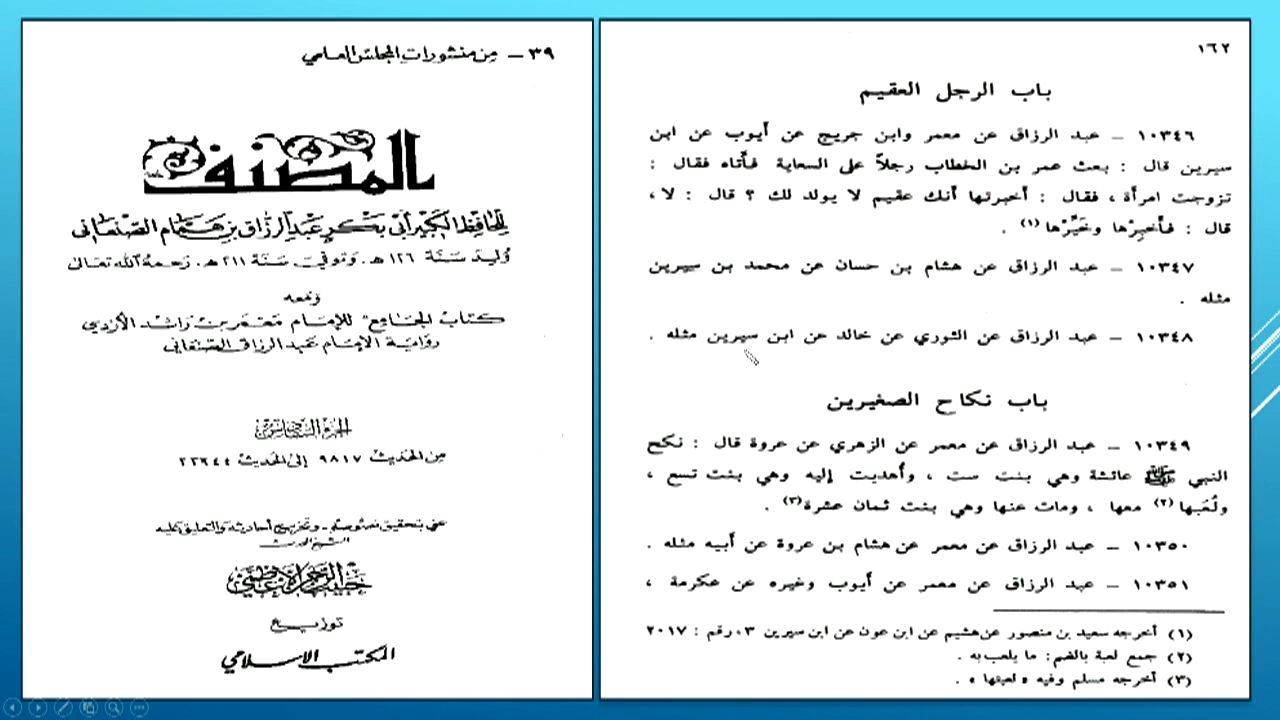 ٣٩ – من منشورات المجلس العلمي
المصنف
للحافظ الكبير أبي بكر عبد الرزاق بن همام الصنعاني
ولد سنة ١٢٦ هـ. وتوفي سنة ٢١١ هـ. رحمه الله تعالى
ومعه
كتاب الجامع للإمام معمر بن راشد الأزدي
رواية الإمام عبد الرزاق الصنعاني
الجزء السادس
من الحديث ٩٨١٧ إلى الحديث
عني بتحقيق نصوصه – وتخريج أحاديثه والتعليق عليه
الشيخ المحدث
حبيب الرحمن الأعظمي
توزيع
المكتب الإسلامي
١٦٢
باب الرجل العقيم
١٠٣٤٦ – عبد الرزاق عن معمر وابن جريج عن أيوب عن ابن
سيرين قال : بعث عمر بن الخطاب رجلاً على السعاية فأتاه فقال :
تزوجت امرأة ، فقال : أخبرتها أنك عقيم لا يولد لك ؟ قال : لا ،
قال : فأخبِرْها وخَيِّرْها (١) .
١٠٣٤٧ – عبد الرزاق عن هشام بن حسان عن محمد بن سيرين
مثله .
١٠٣٤٨ – عبد الرزاق عن الثوري عن خالد عن ابن سيرين مثله .
باب نكاح الصغيرين
١٠٣٤٩ – عبد الرزاق عن معمر عن الزهري عن عروة قال : نكح
النبي ﷺ عائشة وهي بنت ست ، وأُهديت إليه وهي بنت تسع ،
ولُعَبها (٢) معها ، ومات عنها وهي بنت ثمان عشرة(٣) .
١٠٣٥٠ – عبد الرزاق عن معمر عن هشام بن عروة عن أبيه مثله .
١٠٣٥١ – عبد الرزاق عن معمر عن أيوب وغيره عن عكرمة ،
(١) أخرجه سعيد بن منصور عن هشيم عن ابن عون عن ابن سيرين ٠٣ رقم : ٢٠١٧
(٢) جمع لعبة بالضم: ما يلعب به .
(٣) أخرجه مسلم وفيه « لعبتها » .